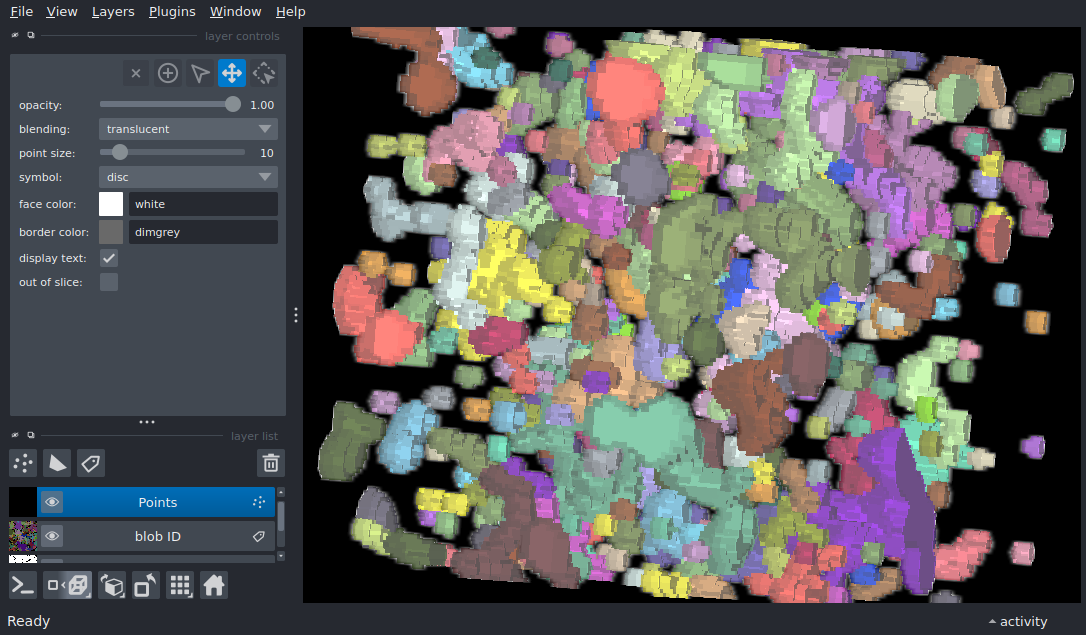 File View Layers Plugins Window Help
layer controls
opacity: 1.00
blending: translucent
point size: 10
symbol: disc
face color: white
border color: dimgrey
display text:
out of slice:
layer list
Points
blob ID
Ready
activity